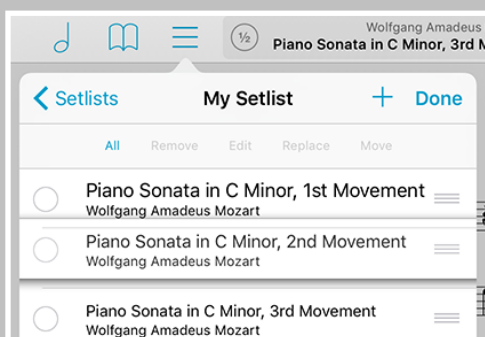 ½
Wolfgang Amadeus
Piano Sonata in C Minor, 3rd
Setlists
My Setlist
+
Done
All
Remove
Edit
Replace
Move
Piano Sonata in C Minor, 1st Movement
Wolfgang Amadeus Mozart
Piano Sonata in C Minor, 2nd Movement
Wolfgang Amadeus Mozart
Piano Sonata in C Minor, 3rd Movement
Wolfgang Amadeus Mozart